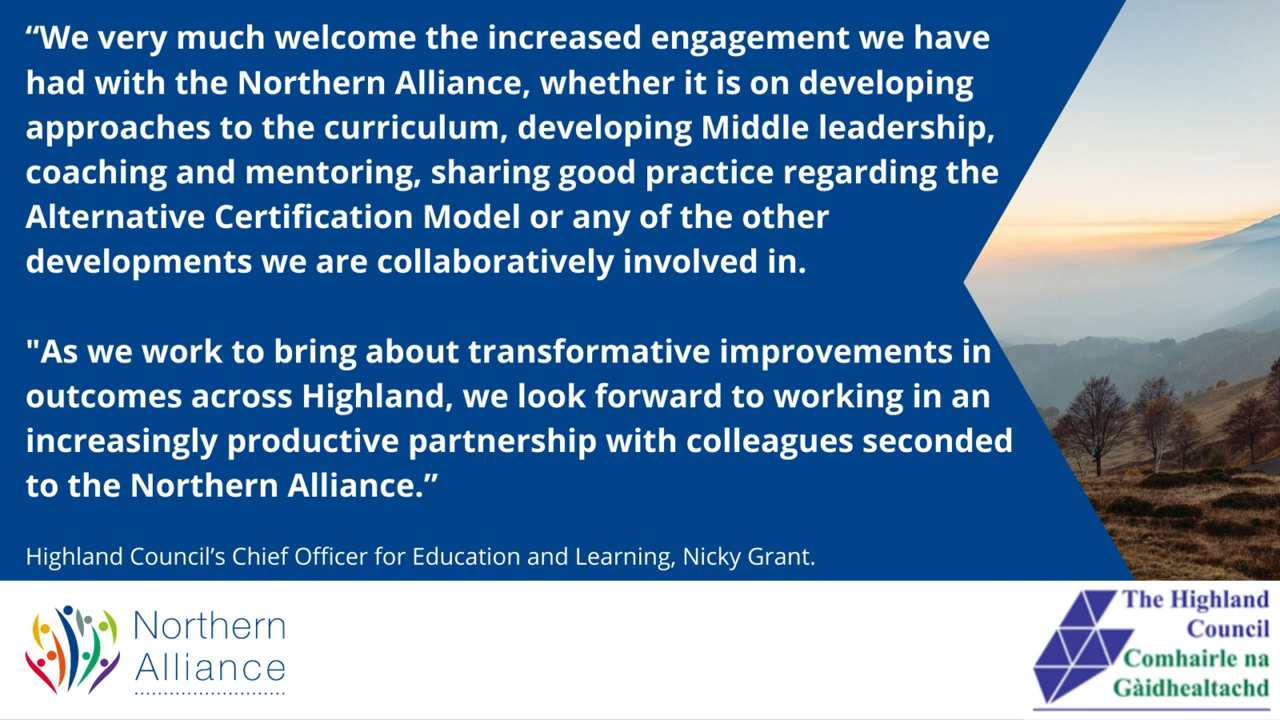 “We very much welcome the increased engagement we have
had with the Northern Alliance, whether it is on developing
approaches to the curriculum, developing Middle leadership,
coaching and mentoring, sharing good practice regarding the
Alternative Certification Model or any of the other
developments we are collaboratively involved in.
"As we work to bring about transformative improvements in
outcomes across Highland, we look forward to working in an
increasingly productive partnership with colleagues seconded
to the Northern Alliance.”
Highland Council’s Chief Officer for Education and Learning, Nicky Grant.
Northern
Alliance
The Highland
Council
Comhairle na
Gàidhealtachd